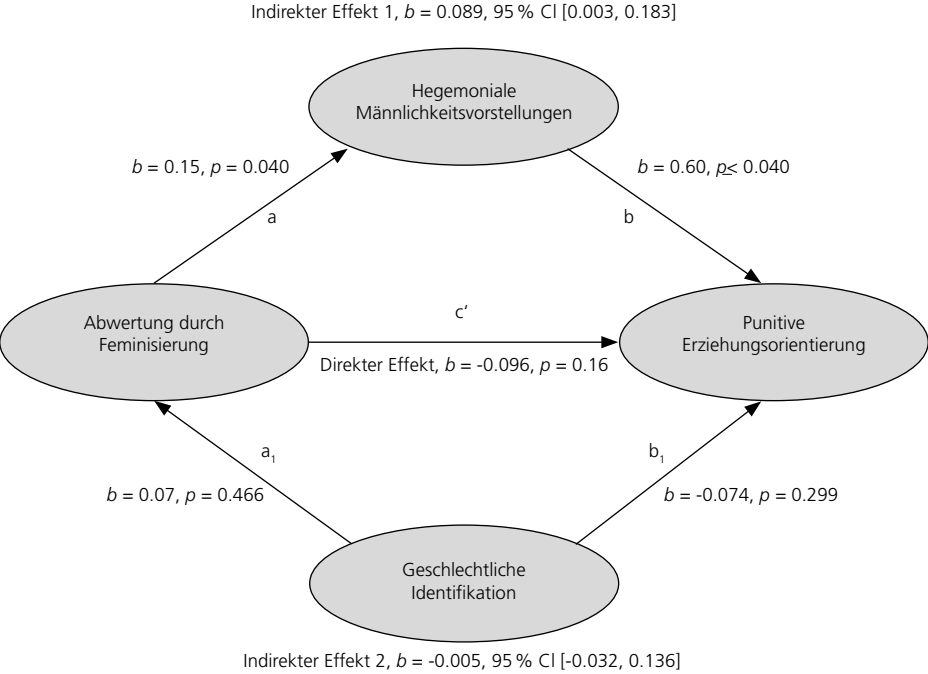 Indirekter Effekt 1, b = 0.089, 95 % CI [0.003, 0.183]
Hegemoniale
Männlichkeitsvorstellungen
b = 0.15, p = 0.040
b = 0.60, p≤ 0.040
a
b
Abwertung durch
Feminisierung
c‘
Punitive
Erziehungsorientierung
Direkter Effekt, b = -0.096, p = 0.16
a₁
b₁
b = 0.07, p = 0.466
b = -0.074, p = 0.299
Geschlechtliche
Identifikation
Indirekter Effekt 2, b = -0.005, 95 % CI [-0.032, 0.136]